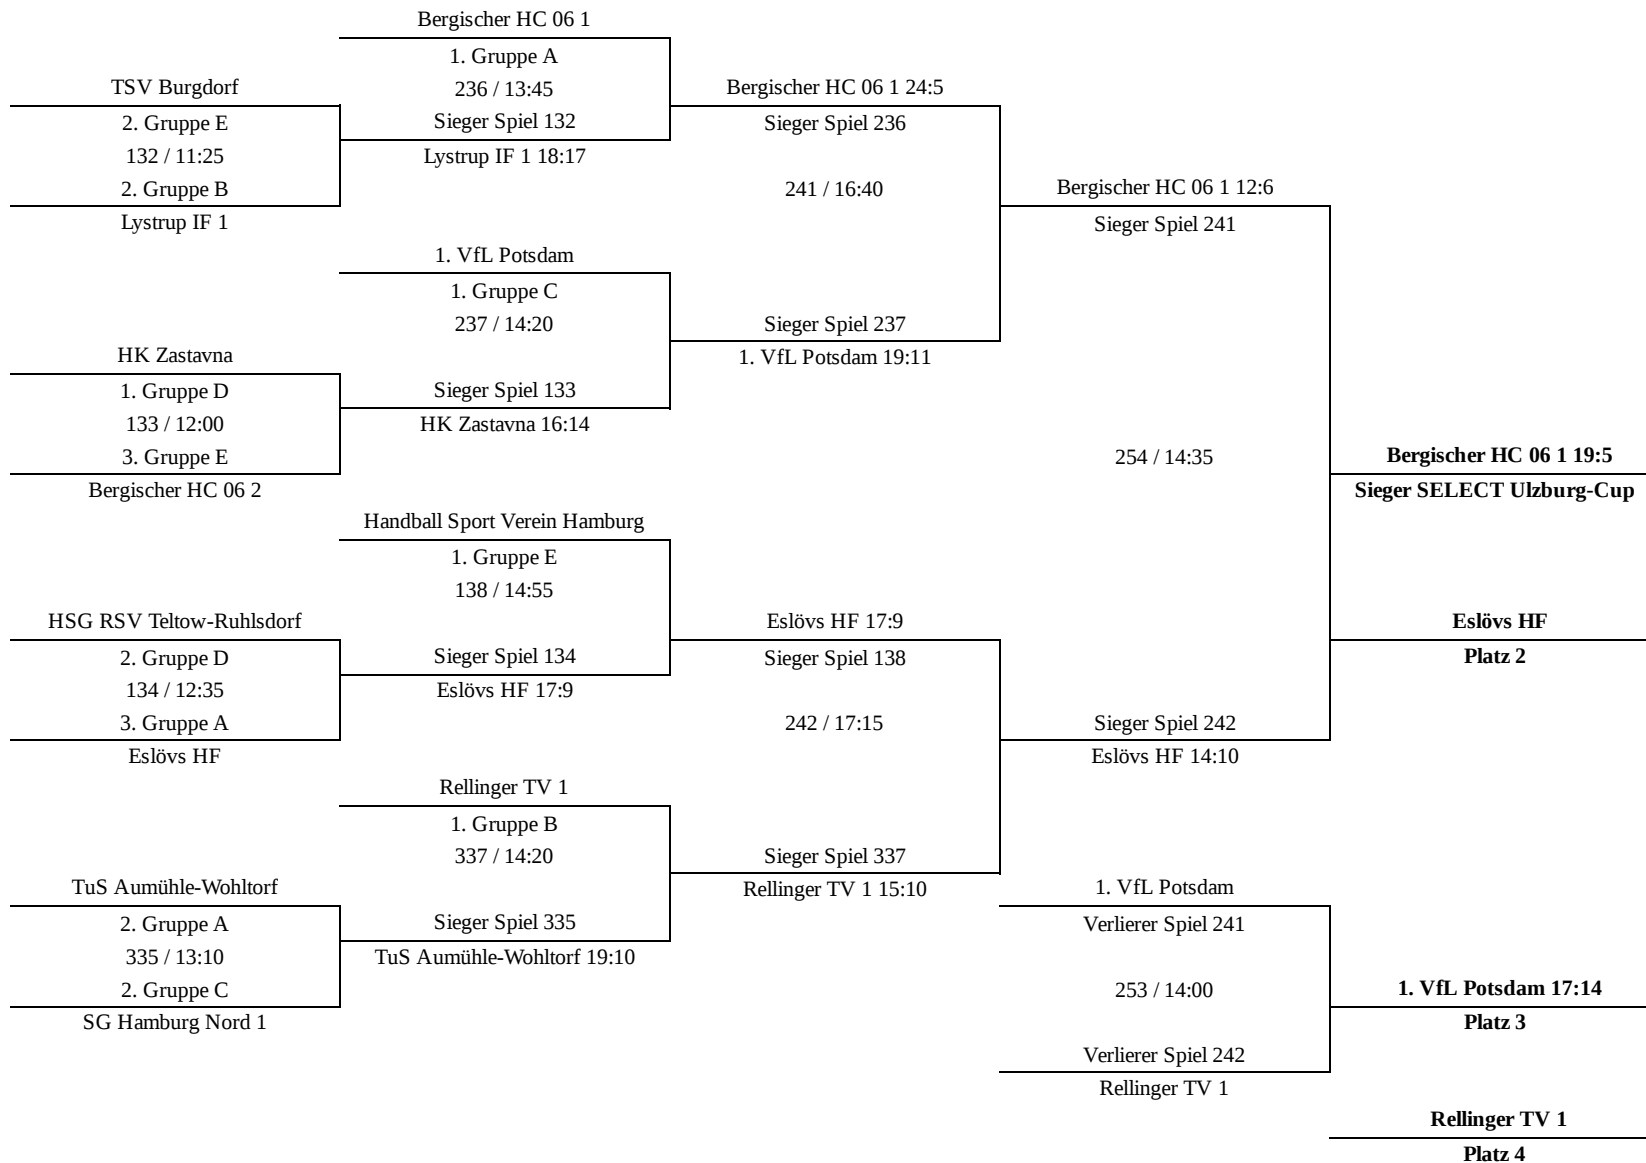 Bergischer HC 06 1
1. Gruppe A
TSV Burgdorf
236 / 13:45
Bergischer HC 06 1 24:5
2. Gruppe E
Sieger Spiel 132
Sieger Spiel 236
132 / 11:25
Lystrup IF 1 18:17
2. Gruppe B
241 / 16:40
Bergischer HC 06 1 12:6
Lystrup IF 1
Sieger Spiel 241
1. VfL Potsdam
1. Gruppe C
237 / 14:20
Sieger Spiel 237
HK Zastavna
1. VfL Potsdam 19:11
1. Gruppe D
Sieger Spiel 133
133 / 12:00
HK Zastavna 16:14
3. Gruppe E
254 / 14:35
Bergischer HC 06 1 19:5
Bergischer HC 06 2
Sieger SELECT Ulzburg-Cup
Handball Sport Verein Hamburg
1. Gruppe E
138 / 14:55
HSG RSV Teltow-Ruhlsdorf
Eslövs HF 17:9
Eslövs HF
2. Gruppe D
Sieger Spiel 134
Sieger Spiel 138
Platz 2
134 / 12:35
Eslövs HF 17:9
3. Gruppe A
242 / 17:15
Sieger Spiel 242
Eslövs HF
Eslövs HF 14:10
Rellinger TV 1
1. Gruppe B
337 / 14:20
Sieger Spiel 337
TuS Aumühle-Wohltorf
Rellinger TV 1 15:10
1. VfL Potsdam
2. Gruppe A
Sieger Spiel 335
Verlierer Spiel 241
335 / 13:10
TuS Aumühle-Wohltorf 19:10
2. Gruppe C
253 / 14:00
1. VfL Potsdam 17:14
SG Hamburg Nord 1
Platz 3
Verlierer Spiel 242
Rellinger TV 1
Rellinger TV 1
Platz 4